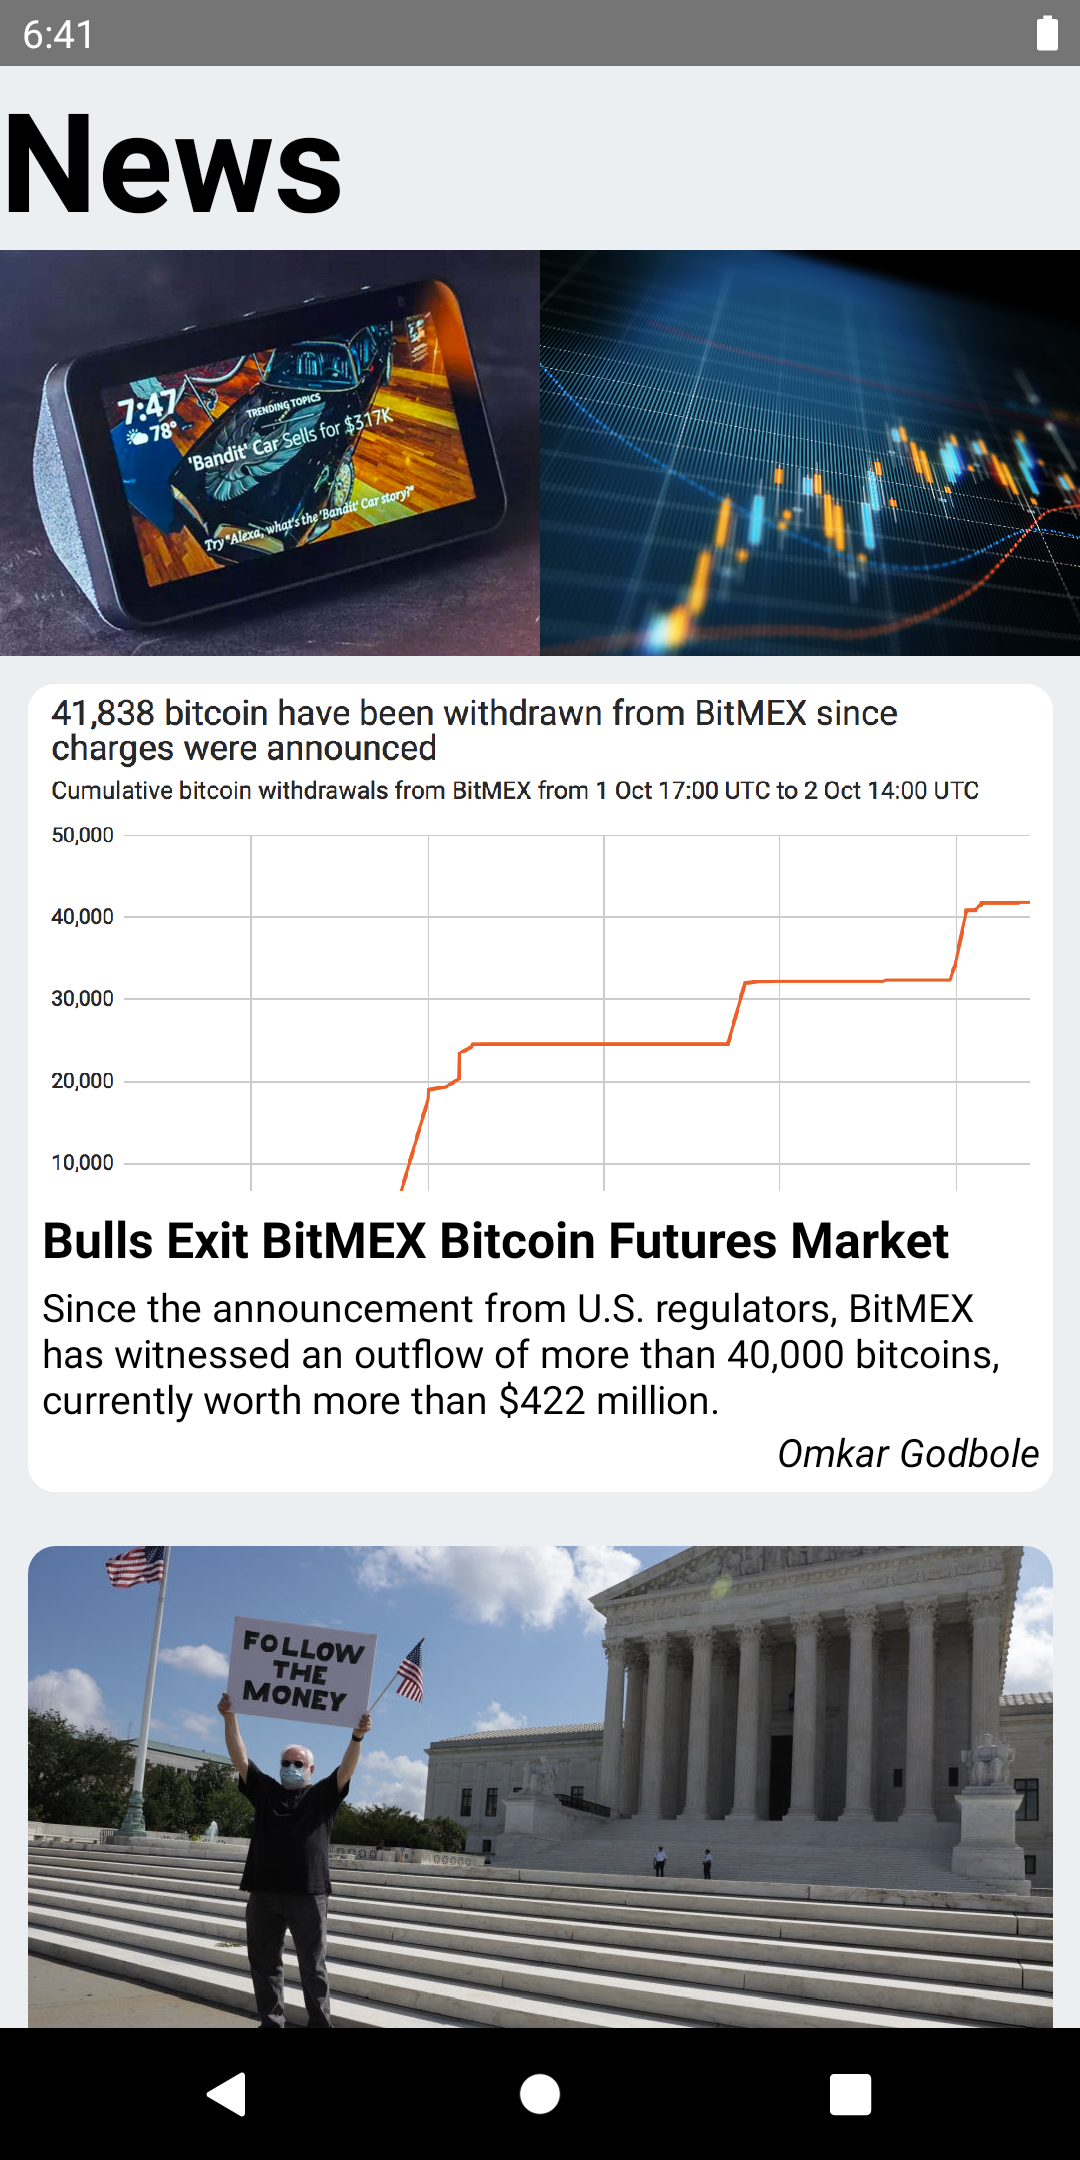 6:41
News
7:47
78°
TRENDING TOPICS
'Bandit' Car Sells for $317K
Try "Alexa, what's the 'Bandit' Car story?"
41,838 bitcoin have been withdrawn from BitMEX since
charges were announced
Cumulative bitcoin withdrawals from BitMEX from 1 Oct 17:00 UTC to 2 Oct 14:00 UTC
50,000
40,000
30,000
20,000
10,000
Bulls Exit BitMEX Bitcoin Futures Market
Since the announcement from U.S. regulators, BitMEX
has witnessed an outflow of more than 40,000 bitcoins,
currently worth more than $422 million.
Omkar Godbole
FOLLOW
THE
MONEY